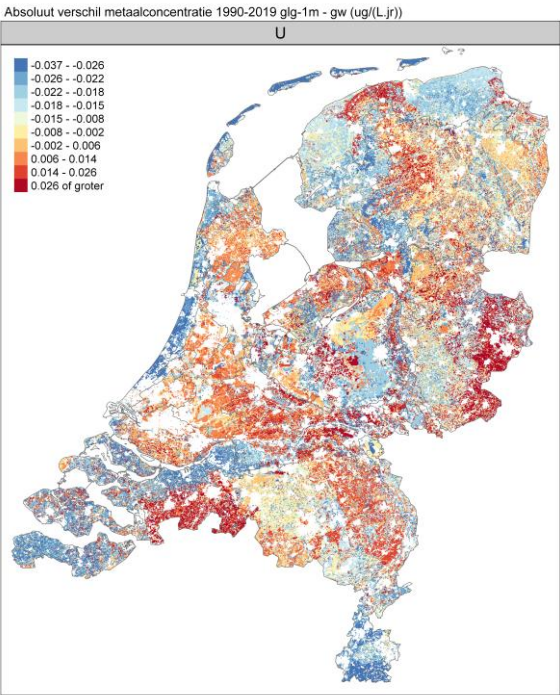 Absoluut verschil metaalconcentratie 1990-2019 glg-1m - gw (ug/(L.jr))
U
-0.037 - -0.026
-0.026 - -0.022
-0.022 - -0.018
-0.018 - -0.015
-0.015 - -0.008
-0.008 - -0.002
-0.002 - 0.006
0.006 - 0.014
0.014 - 0.026
0.026 of groter